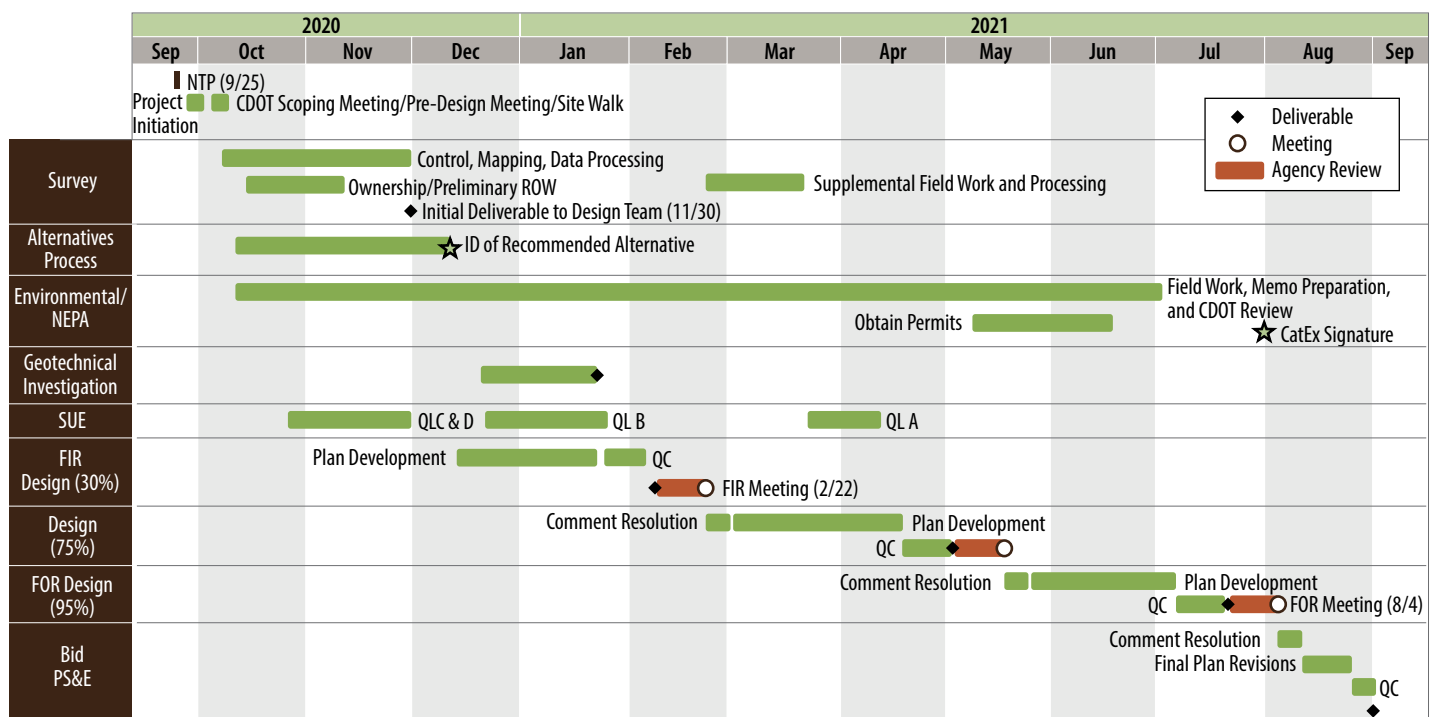 2020 2021
Sep Oct Nov Dec Jan Feb Mar Apr May Jun Jul Aug Sep
NTP (9/25)
Project
Initiation
CDOT Scoping Meeting/Pre-Design Meeting/Site Walk
Deliverable
Meeting
Agency Review
Survey
Control, Mapping, Data Processing
Ownership/Preliminary ROW
Supplemental Field Work and Processing
Initial Deliverable to Design Team (11/30)
Alternatives
Process
ID of Recommended Alternative
Environmental/
NEPA
Field Work, Memo Preparation,
and CDOT Review
Obtain Permits
CatEx Signature
Geotechnical
Investigation
SUE
QLC & D
QL B
QL A
FIR
Design (30%)
Plan Development
QC
FIR Meeting (2/22)
Design
(75%)
Comment Resolution
Plan Development
QC
FOR Design
(95%)
Comment Resolution
Plan Development
QC
FOR Meeting (8/4)
Bid
PS&E
Comment Resolution
Final Plan Revisions
QC